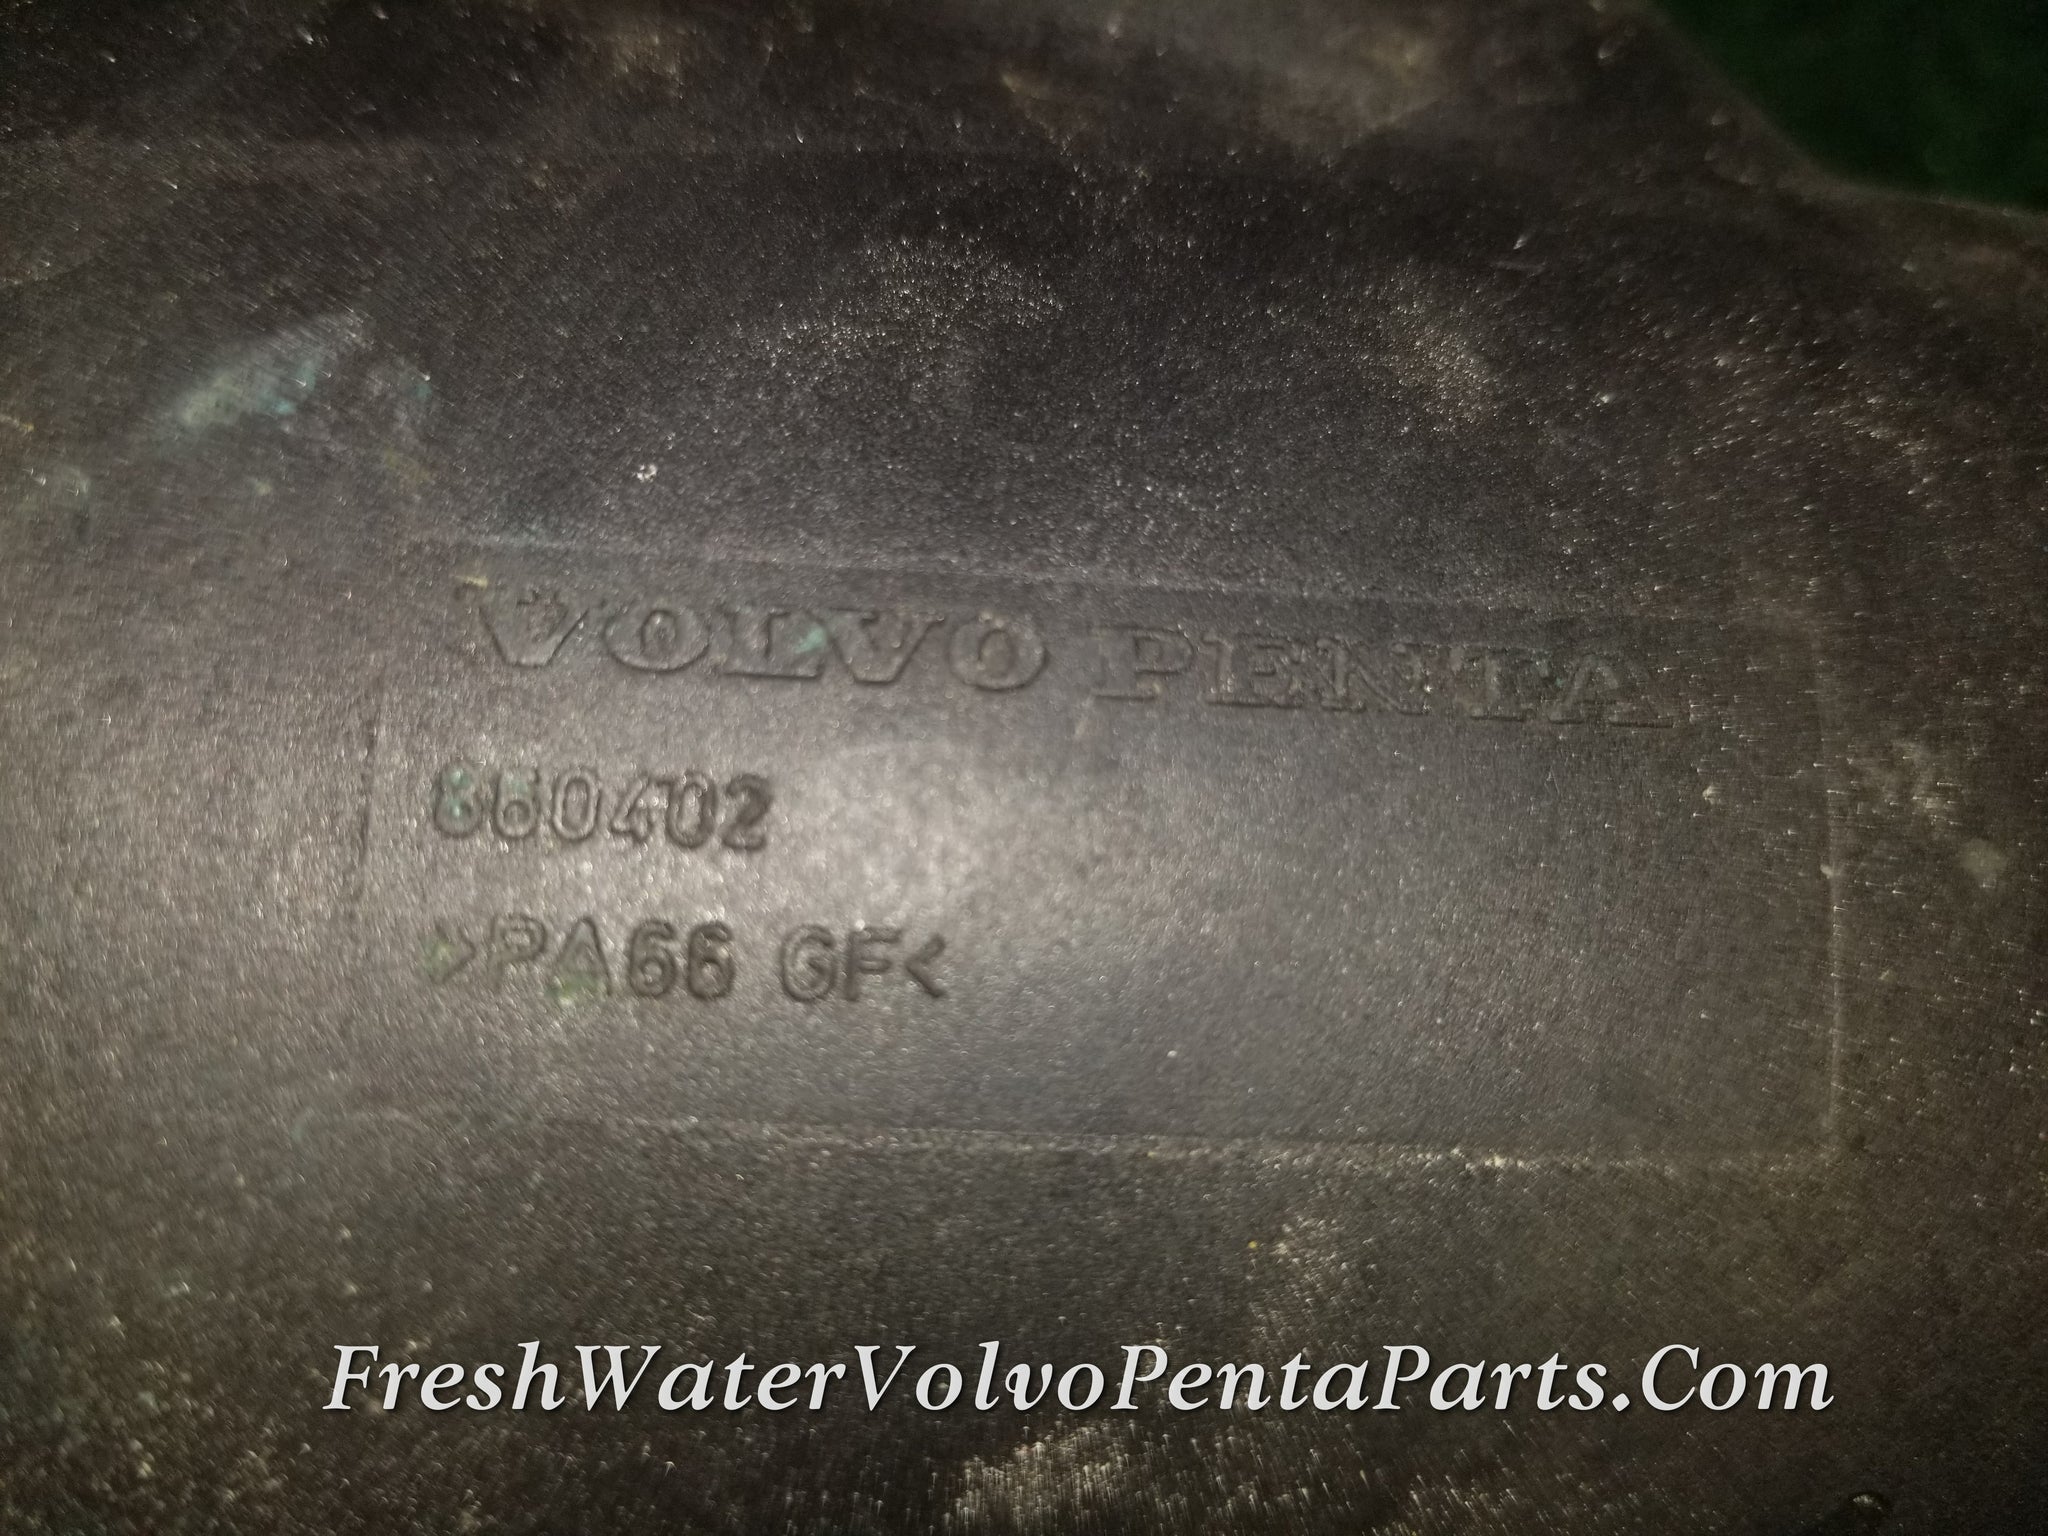 VOLVO PENTA
860402
>PA66 GF<
FreshWaterVolvoPentaParts.Com